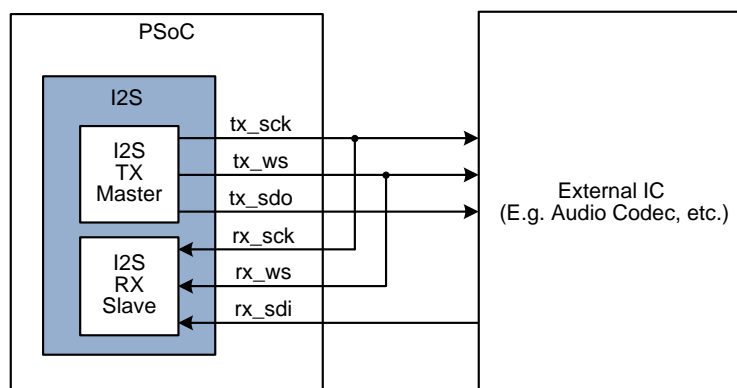 PSoC
I2S
I2S
TX
Master
tx_sck
tx_ws
tx_sdo
I2S
RX
Slave
rx_sck
rx_ws
rx_sdi
External IC
(E.g. Audio Codec, etc.)